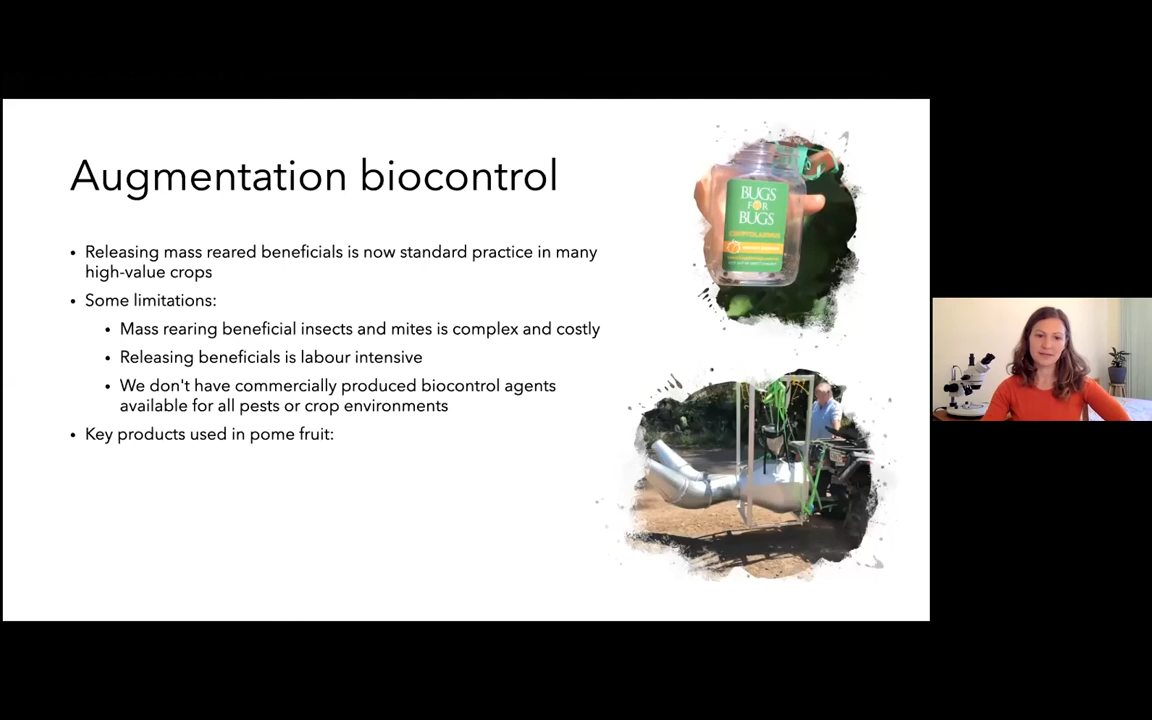 Augmentation biocontrol
• Releasing mass reared beneficials is now standard practice in many
high-value crops
• Some limitations:
• Mass rearing beneficial insects and mites is complex and costly
• Releasing beneficials is labour intensive
• We don't have commercially produced biocontrol agents
available for all pests or crop environments
• Key products used in pome fruit:
BUGS
FOR
BUGS